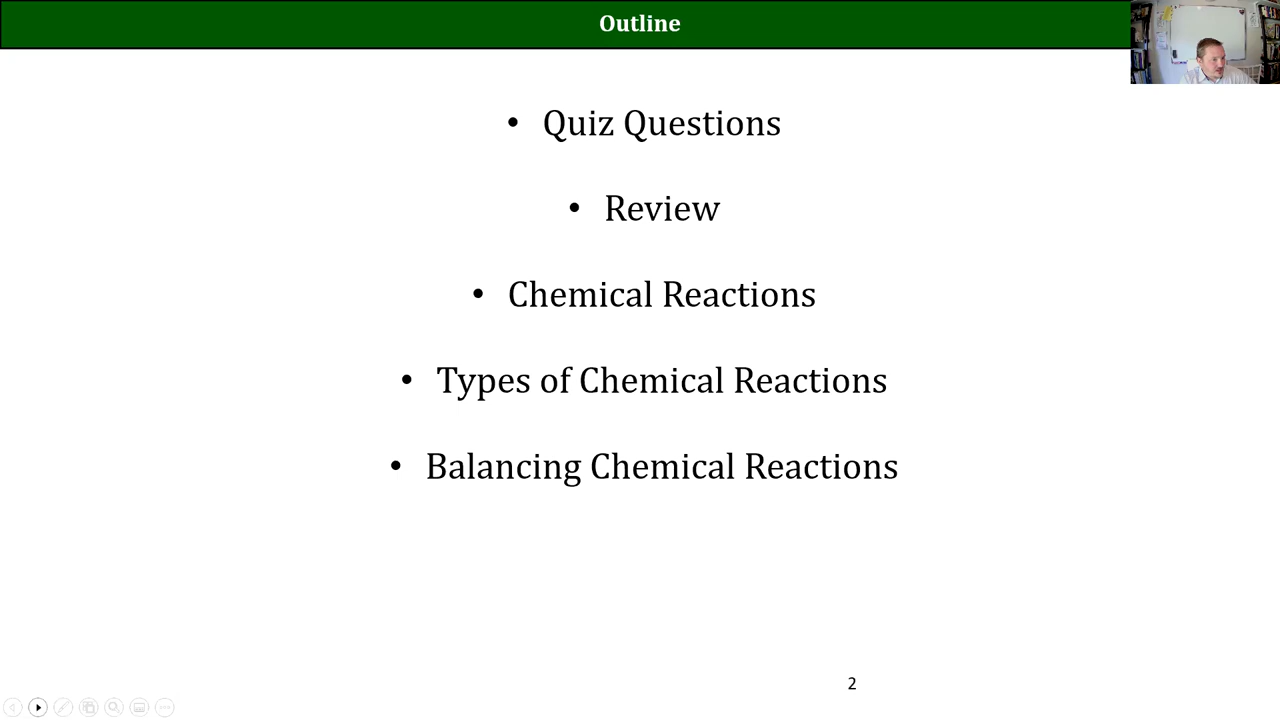 Outline
• Quiz Questions
• Review
• Chemical Reactions
• Types of Chemical Reactions
• Balancing Chemical Reactions
2